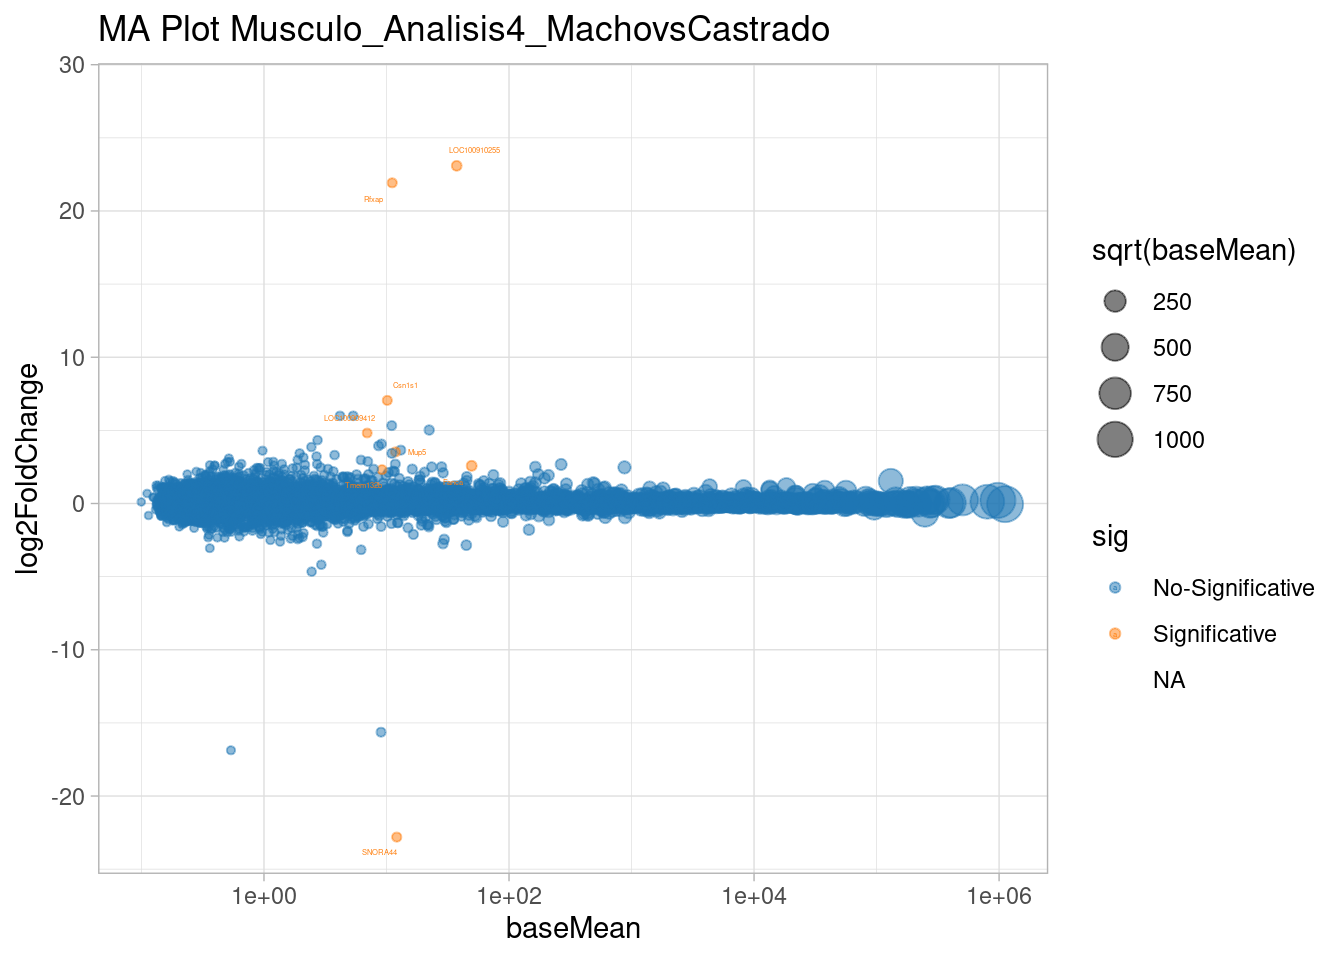 MA Plot Musculo_Analisis4_MachovsCastrado
30
20
10
0
-10
-20
log2FoldChange
LOC100910255
Rfxap
Csn1s1
Mup5
SNORA44
1e+00
1e+02
1e+04
1e+06
baseMean
sqrt(baseMean)
250
500
750
1000
sig
No-Significative
Significative
NA